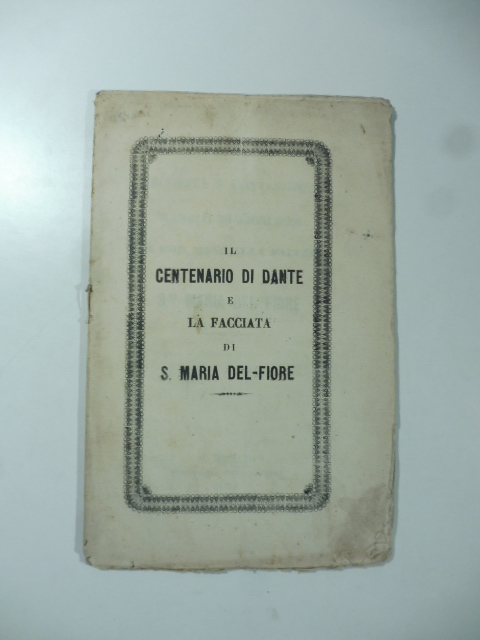 IL
CENTENARIO DI DANTE
E
LA FACCIATA
DI
S. MARIA DEL-FIORE